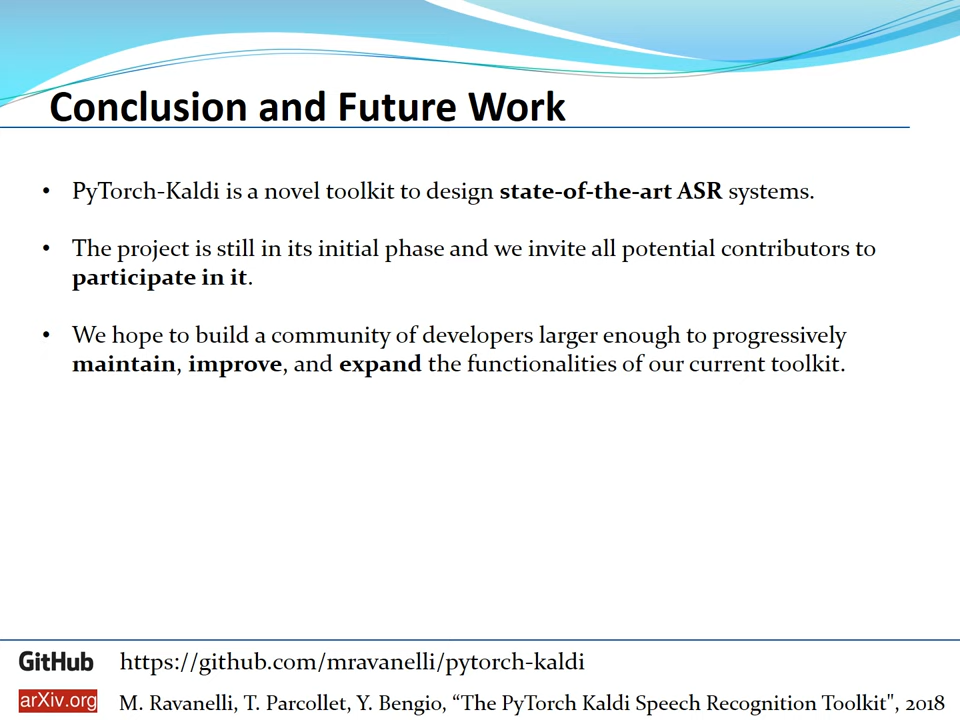 Conclusion and Future Work
• PyTorch-Kaldi is a novel toolkit to design state-of-the-art ASR systems.
• The project is still in its initial phase and we invite all potential contributors to
participate in it.
• We hope to build a community of developers larger enough to progressively
maintain, improve, and expand the functionalities of our current toolkit.
GitHub https://github.com/mravanelli/pytorch-kaldi
arXiv.org M. Ravanelli, T. Parcollet, Y. Bengio, “The PyTorch Kaldi Speech Recognition Toolkit", 2018